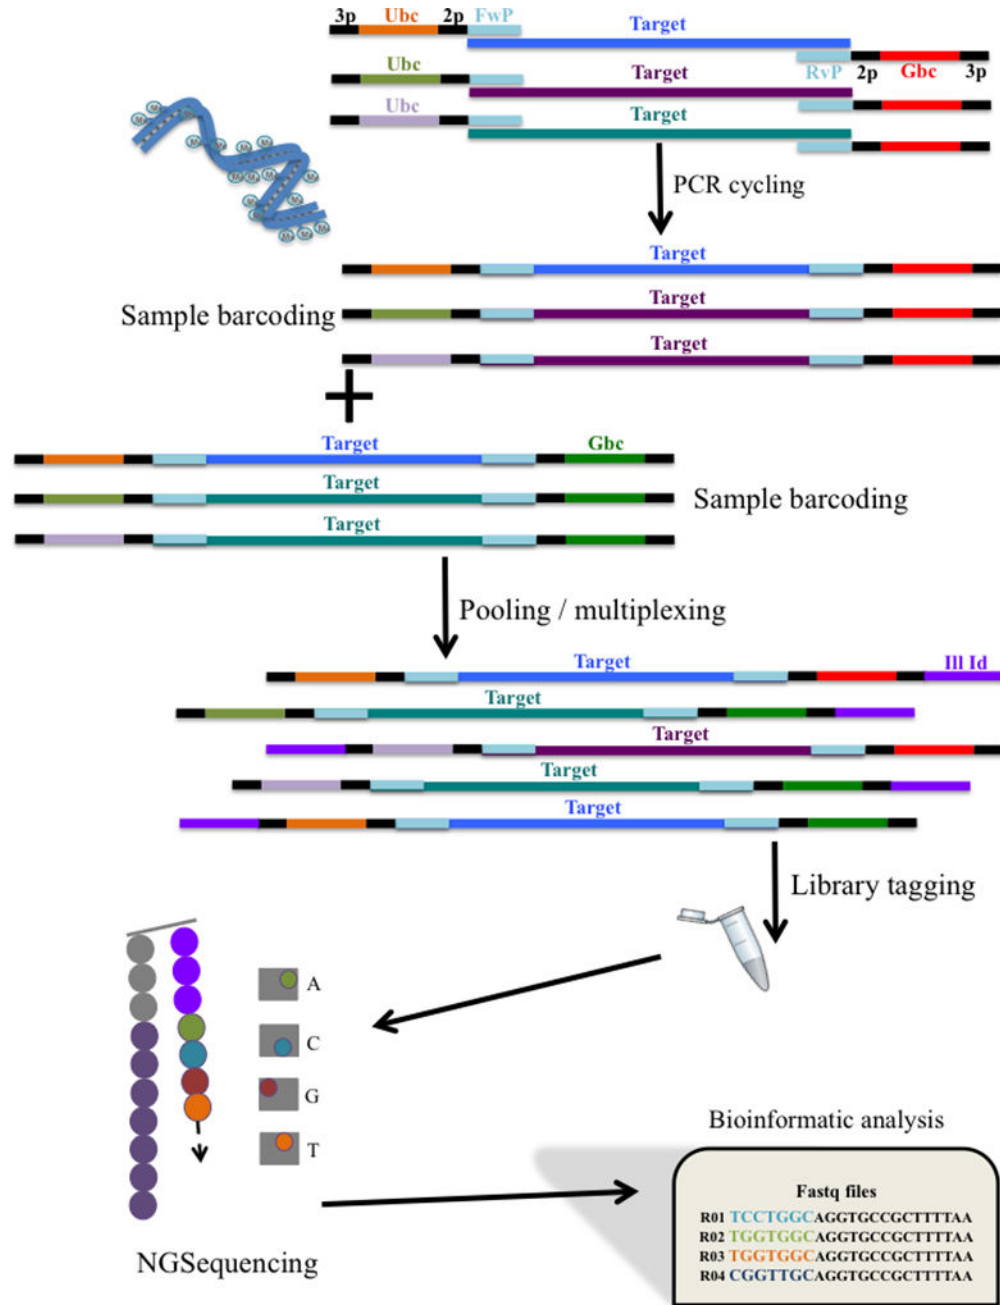 3p Ubc 2p FwP
Target
Ubc
Target
RvP 2p Gbc 3p
Ubc
Target
PCR cycling
Target
Target
Sample barcoding
Target
Target Gbc
Target
Sample barcoding
Target
Pooling / multiplexing
Target Ill Id
Target
Target
Target
Target
Library tagging
A
C
G
T
Bioinformatic analysis
Fastq files
R01 TCCTGGCAGGTGCCGCTTTTAA
R02 TGGTGGCAGGTGCCGCTTTTAA
R03 TGGTGGCAGGTGCCGCTTTTAA
R04 CGGTTGCAGGTGCCGCTTTTAA
NGSequencing